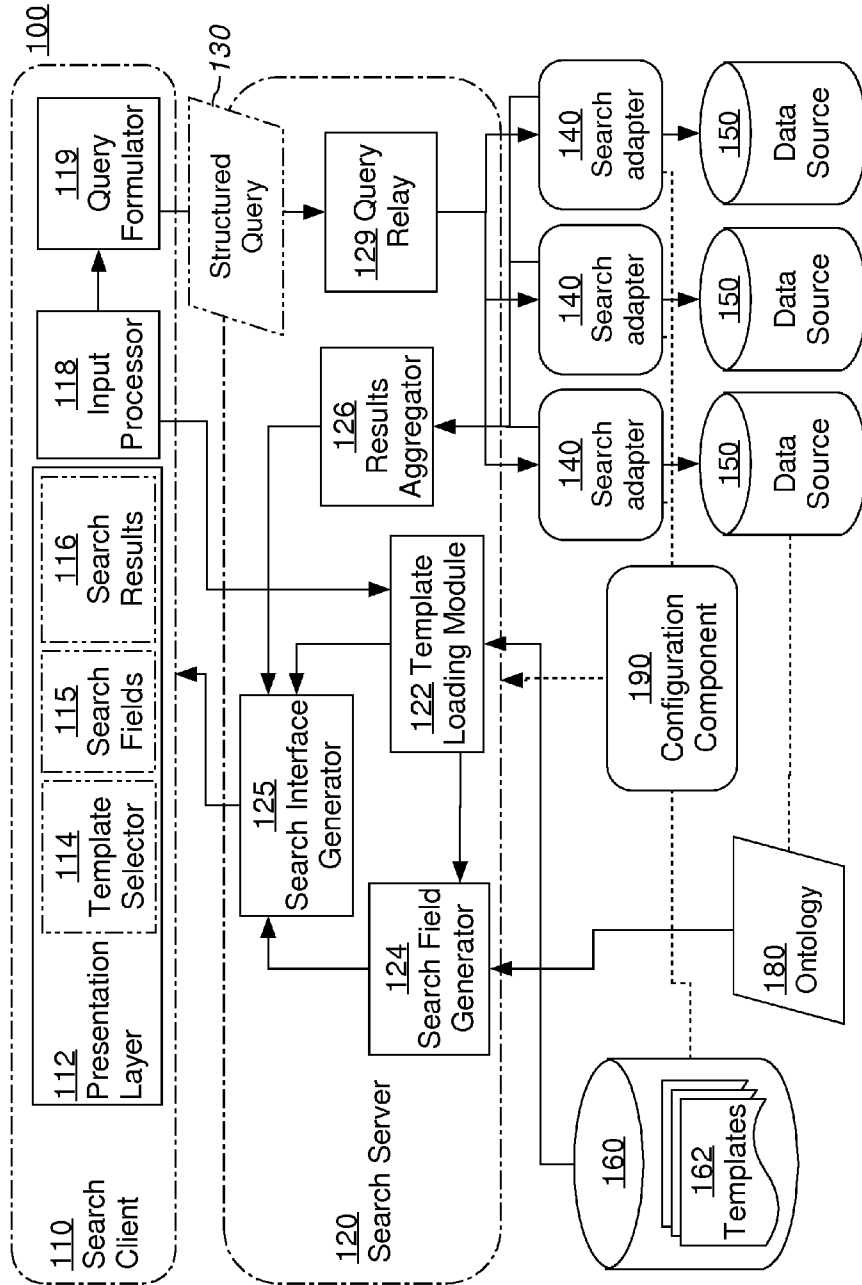 100
110
Search
Client
112
Presentation
Layer
114
Template
Selector
115
Search Fields
116
Search
Results
118
Input
Processor
119
Query
Formulator
130
Structured
Query
120
Search Server
125
Search Interface
Generator
124
Search Field
Generator
122 Template
Loading Module
126
Results
Aggregator
129 Query
Relay
140
Search
adapter
140
Search
adapter
140
Search
adapter
150
Data
Source
150
Data
Source
150
Data
Source
160
162
Templates
180
Ontology
190
Configuration
Component